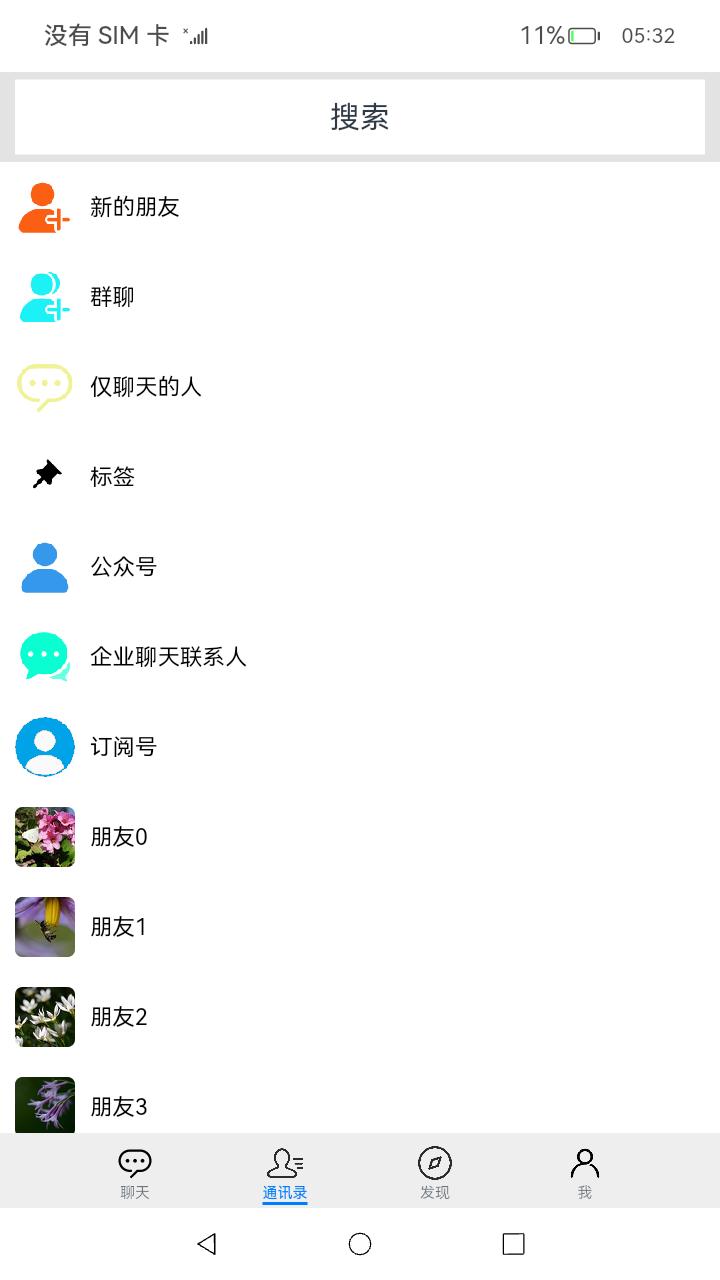 没有 SIM 卡 11% 05:32
搜索
新的朋友
群聊
仅聊天的人
标签
公众号
企业聊天联系人
订阅号
朋友0
朋友1
朋友2
朋友3
聊天 通讯录 发现 我